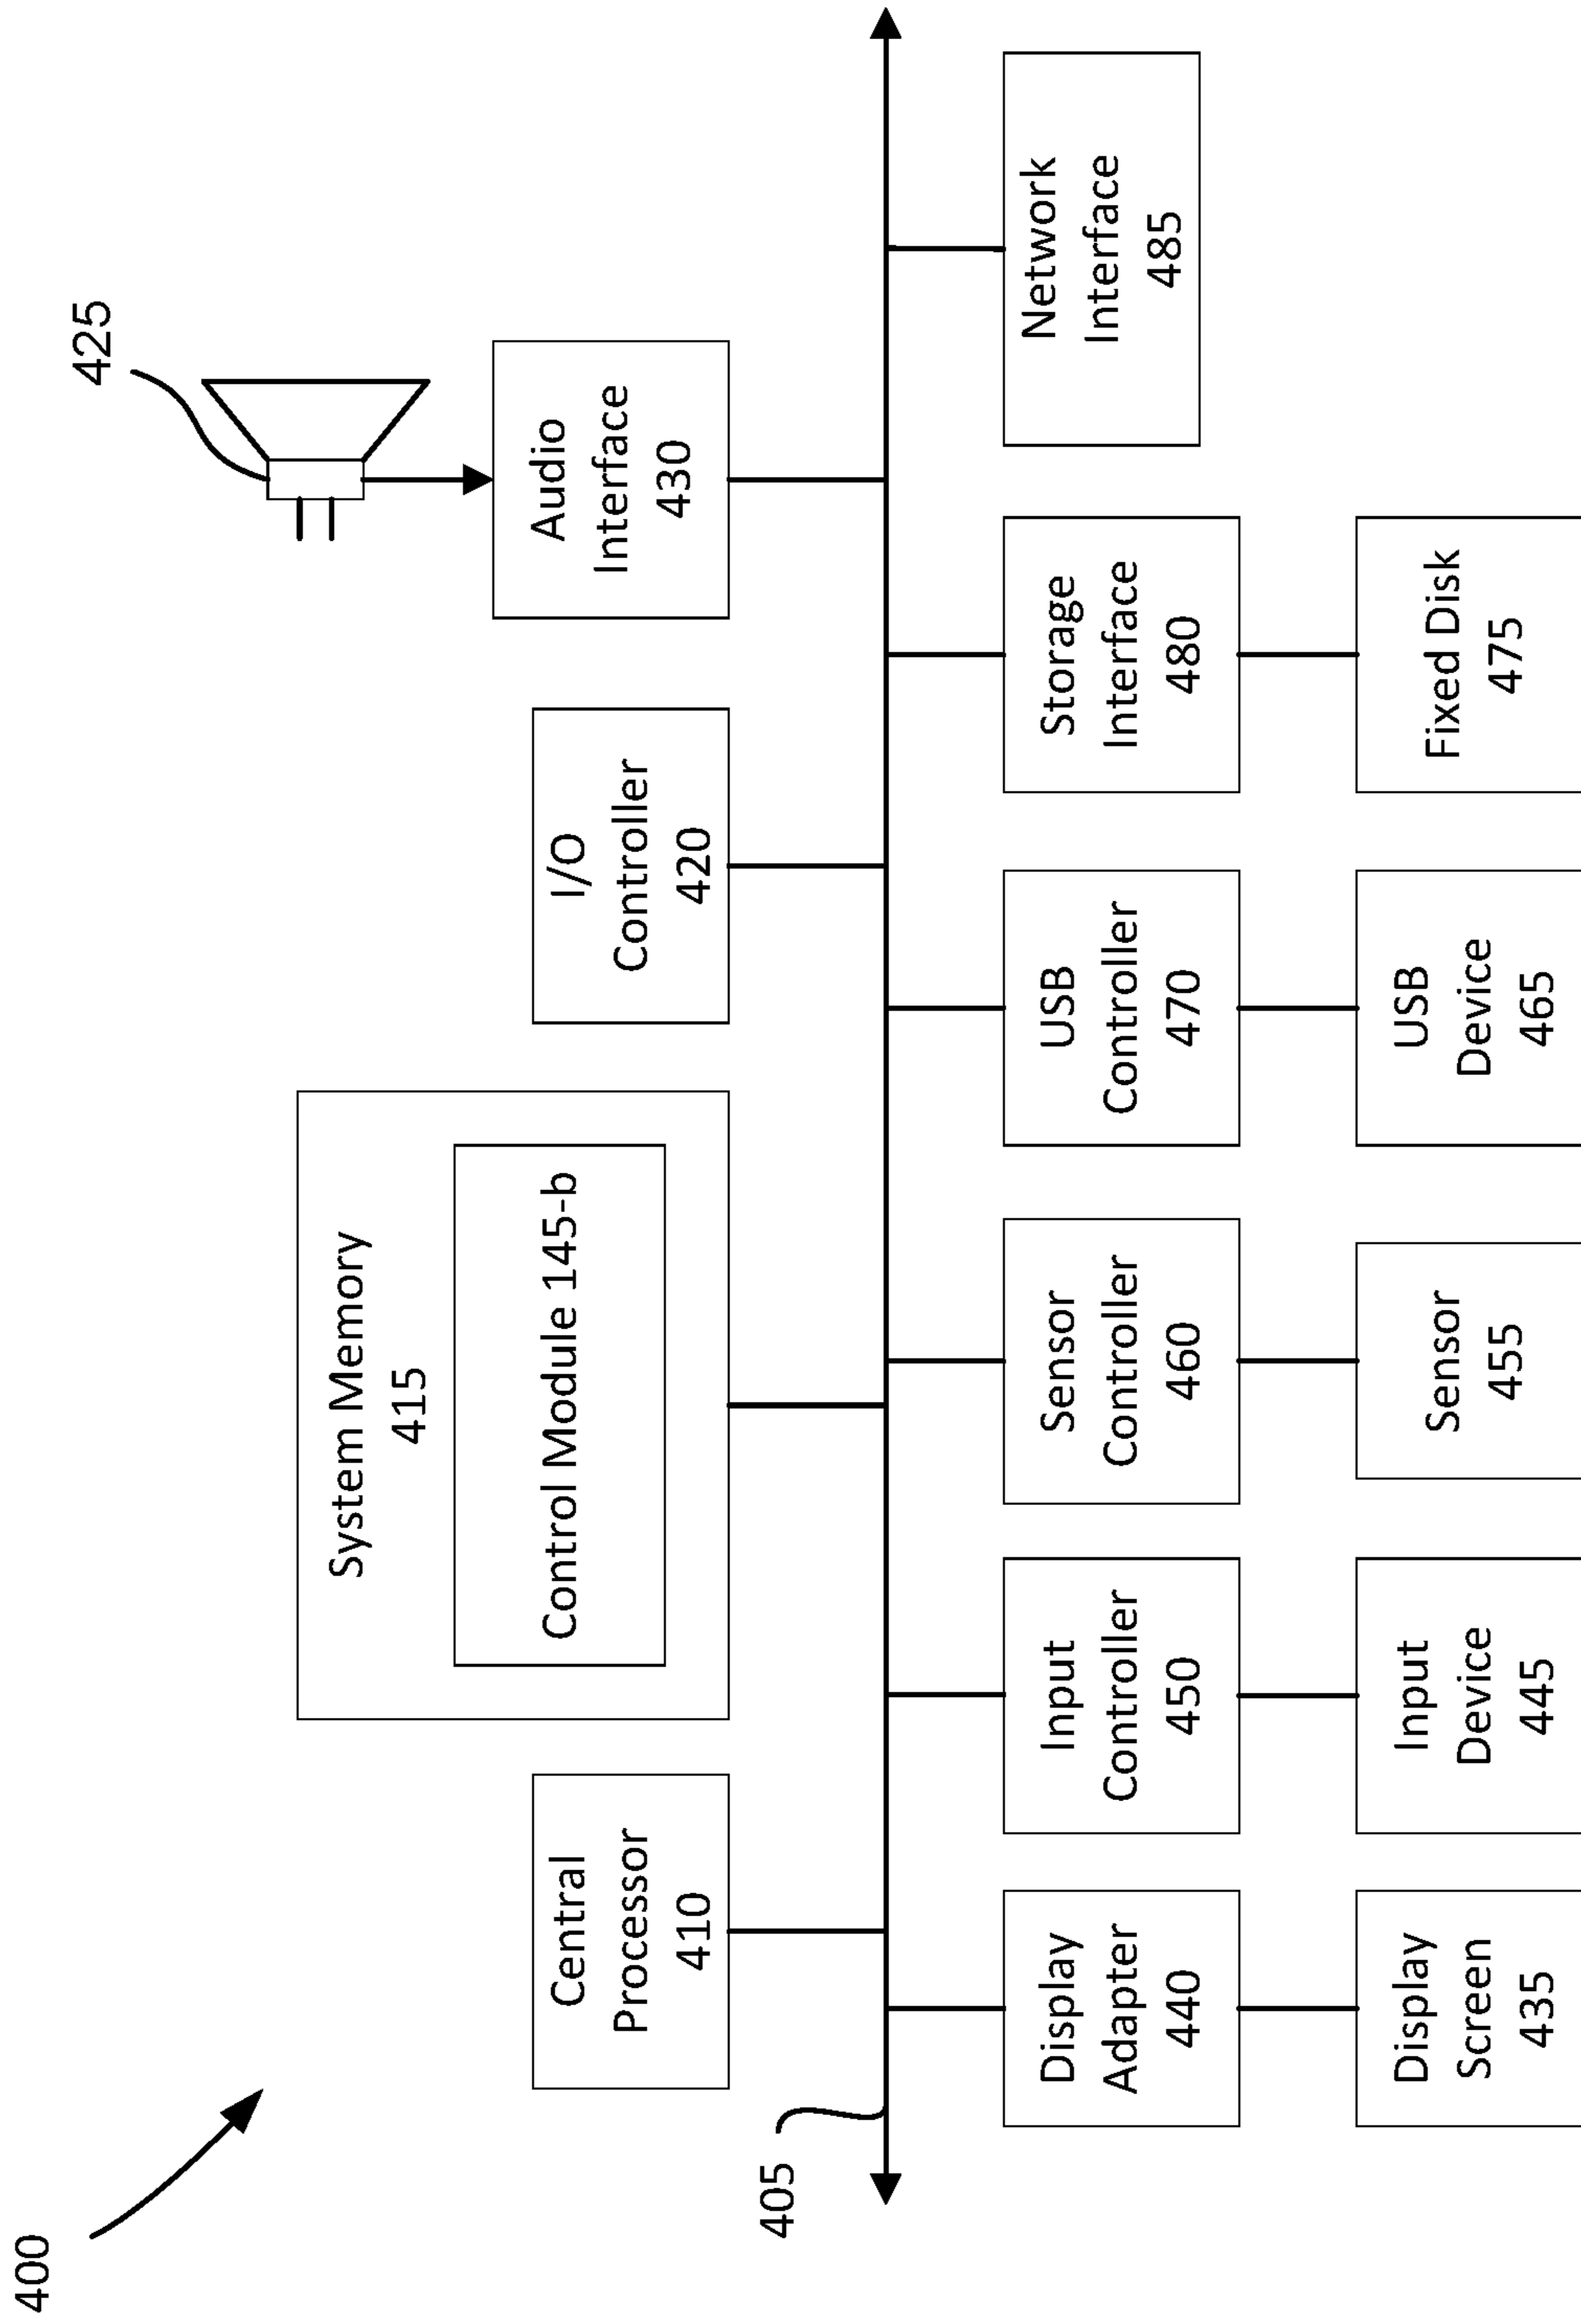 400
425
System Memory
415
Control Module 145-b
Central
Processor
410
I/O
Controller
420
Audio
Interface
430
405
Display
Adapter
440
Input
Controller
450
Sensor
Controller
460
USB
Controller
470
Storage
Interface
480
Network
Interface
485
Display
Screen
435
Input
Device
445
Sensor
455
USB
Device
465
Fixed Disk
475